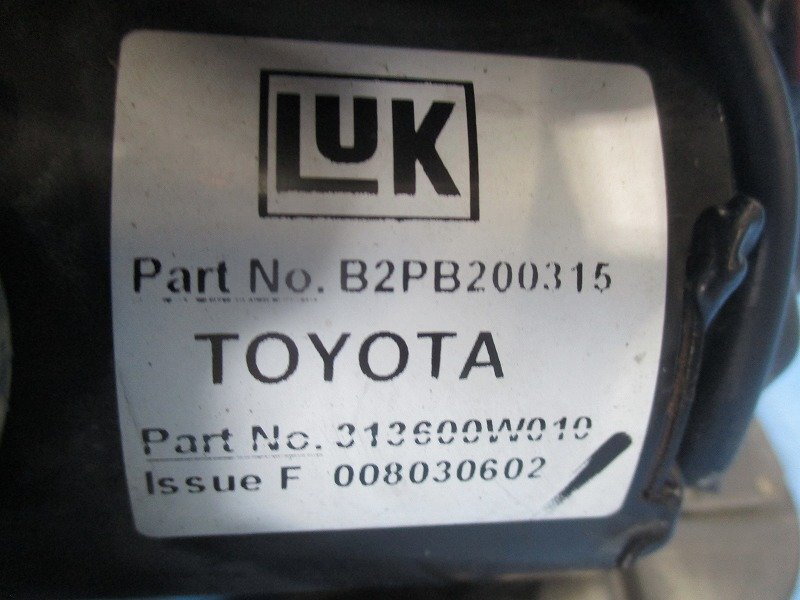 LUK
Part No. B2PB200315
TOYOTA
Part No. 313600W010
Issue F 008030602